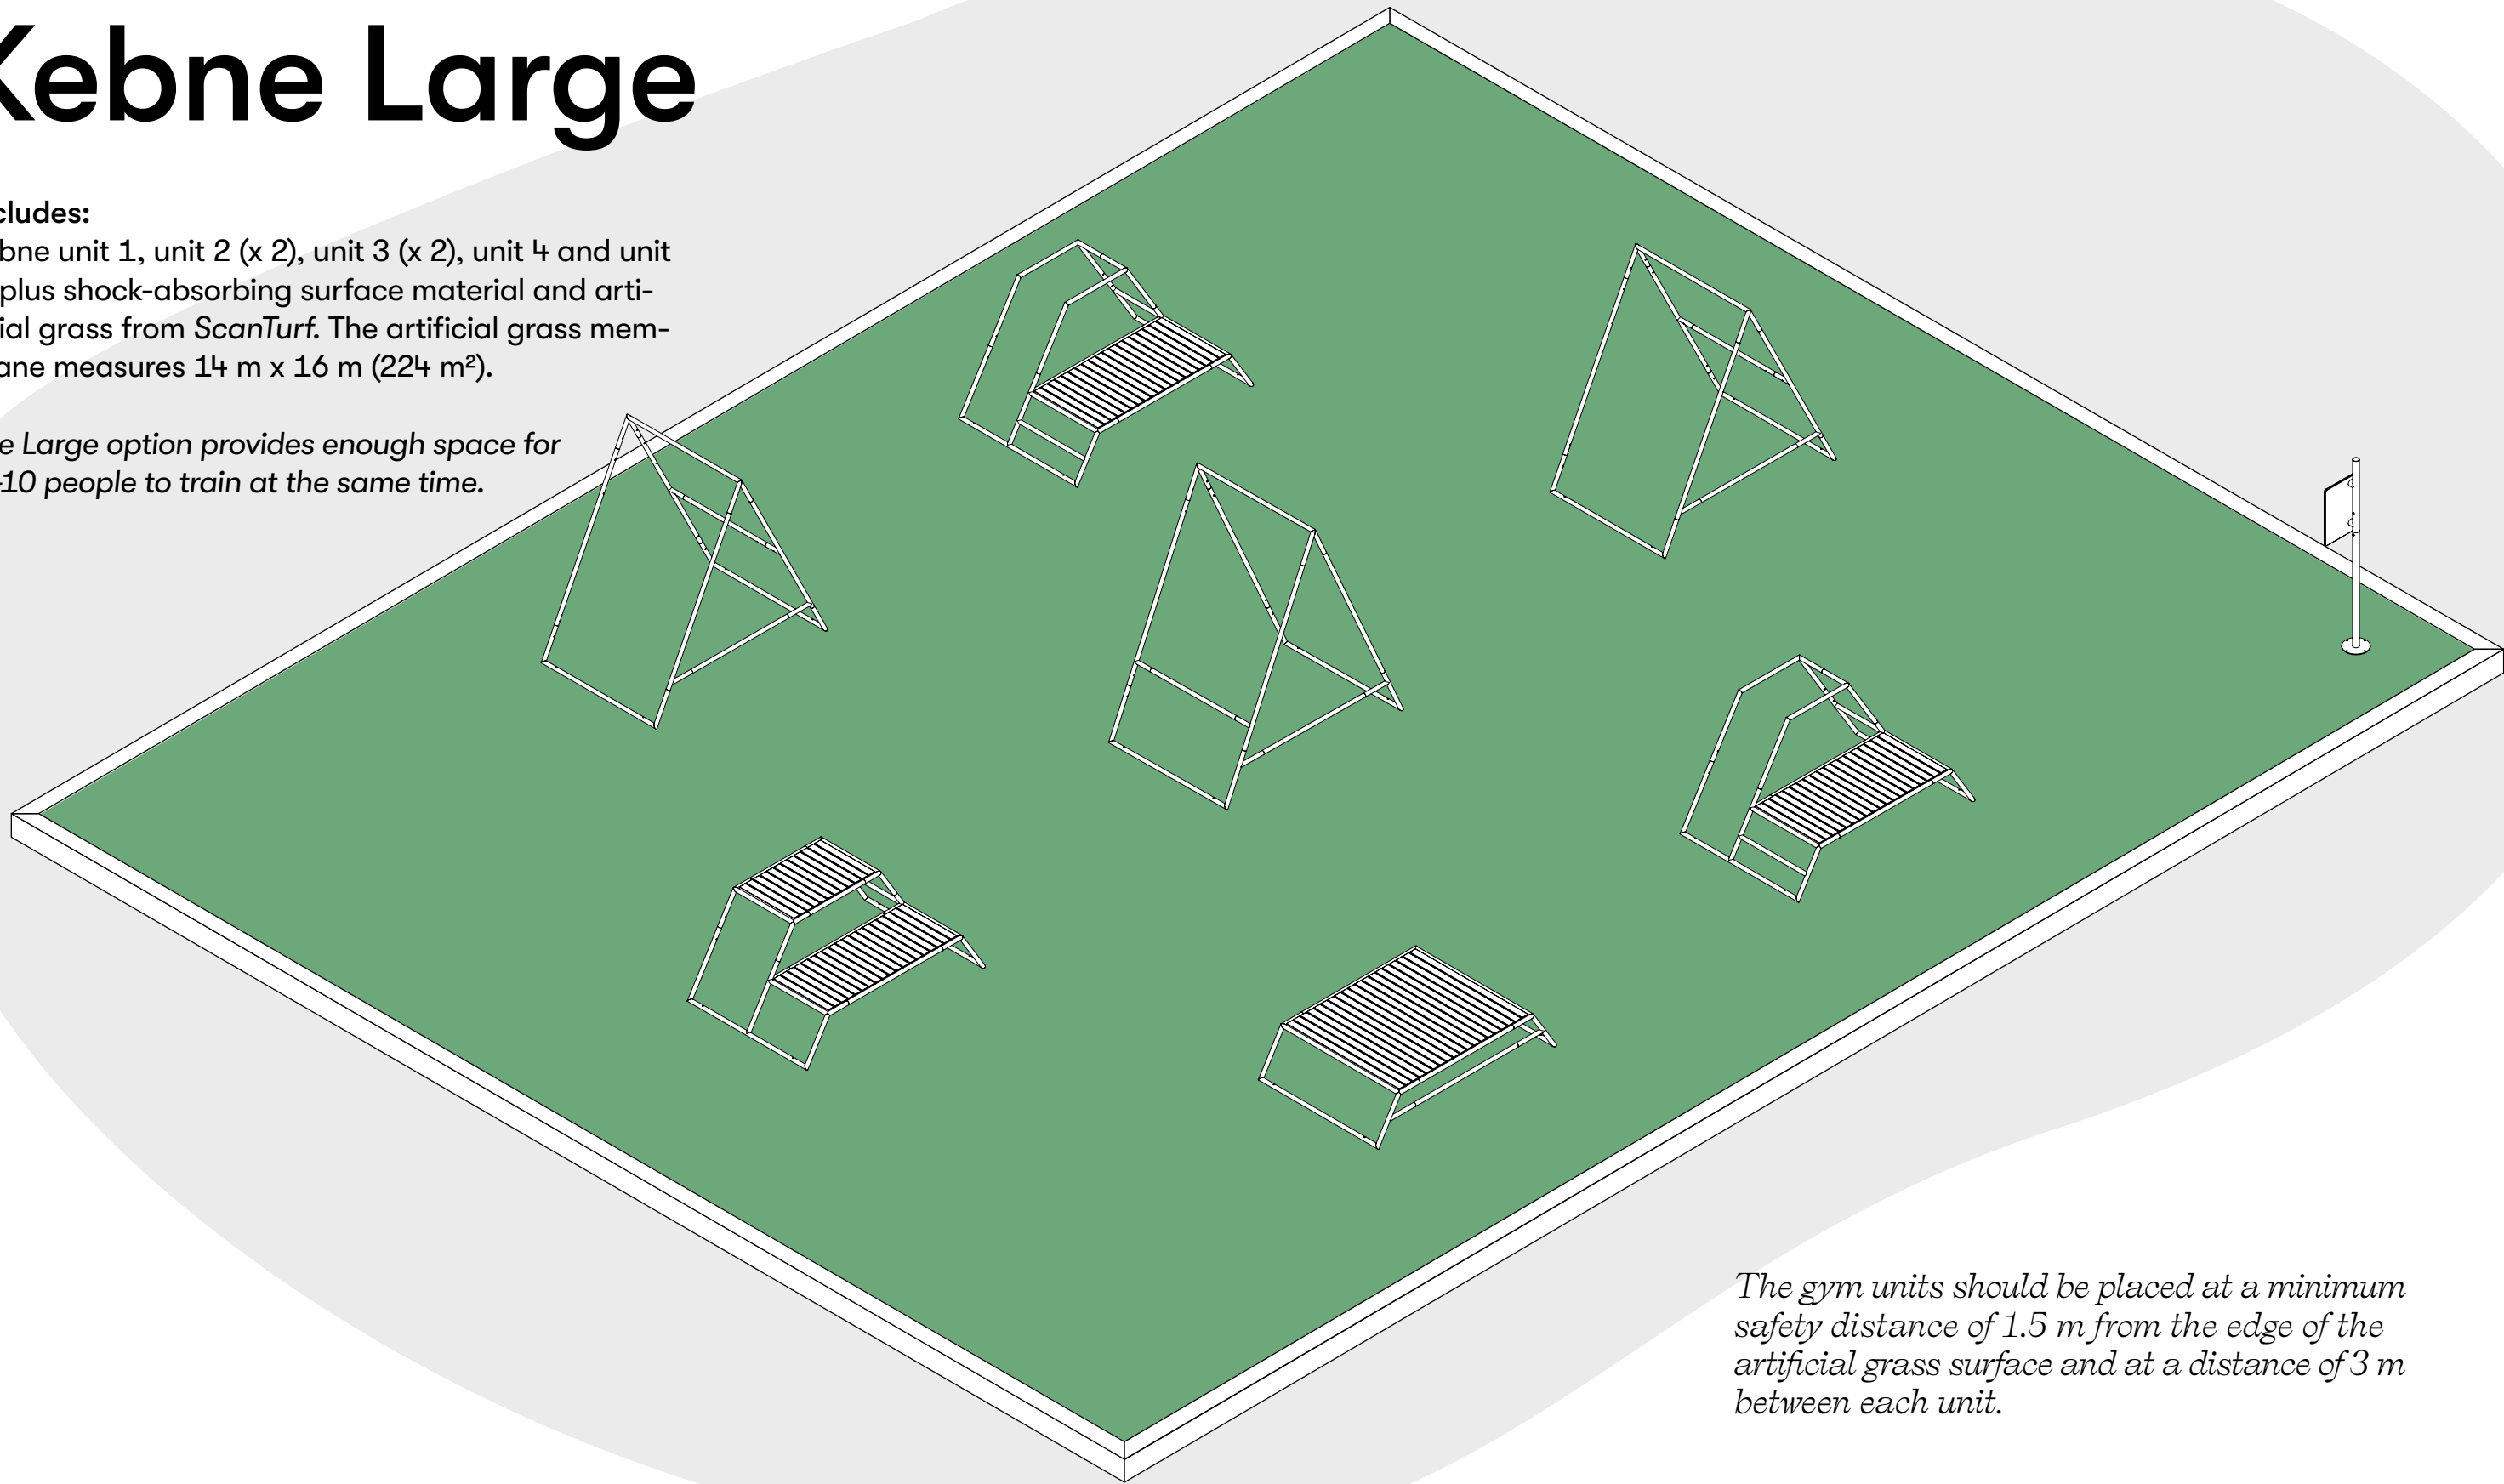 Kebne Large
cludes:
bne unit 1, unit 2 (x 2), unit 3 (x 2), unit 4 and unit
plus shock-absorbing surface material and arti-
ial grass from ScanTurf. The artificial grass mem-
ane measures 14 m x 16 m (224 m²).
e Large option provides enough space for
-10 people to train at the same time.
The gym units should be placed at a minimum
safety distance of 1.5 m from the edge of the
artificial grass surface and at a distance of 3 m
between each unit.